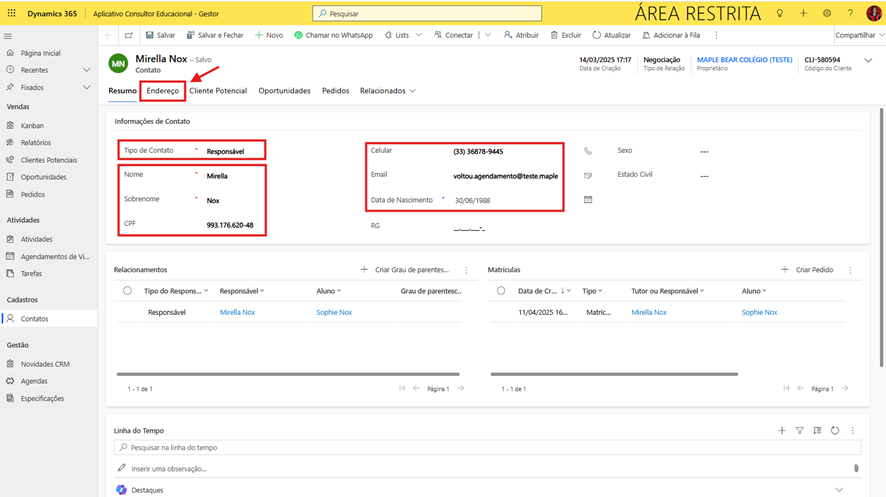 Dynamics 365 Aplicativo Consultor Educacional - Gestor Pesquisar ÁREA RESTRITA
Salvar Salvar e Fechar Novo Chamar no WhatsApp Lists Conectar Atribuir Excluir Atualizar Adicionar à Fila Compartilhar
Página Inicial
Recentes
Fixados
Vendas
Kanban
Relatórios
Clientes Potenciais
Oportunidades
Pedidos
Atividades
Atividades
Agendamentos de Vi...
Tarefas
Cadastros
Contatos
Gestão
Novidades CRM
Agendas
Especificações
MN
Mirella Nox - Salvo
Contato
14/03/2025 17:17
Data de Criação
Negociação
Tipo de Relação
MAPLE BEAR COLÉGIO (TESTE)
Proprietário
CLI-580594
Código do Cliente
Resumo Endereço Cliente Potencial Oportunidades Pedidos Relacionados
Informações de Contato
Tipo de Contato * Responsável
Nome * Mirella
Sobrenome * Nox
CPF 993.176.620-48
Celular (33) 36878-9445
Email voltou.agendamento@teste.maple
Data de Nascimento * 30/06/1988
RG __.___.___-_
Sexo ---
Estado Civil ---
Relacionamentos Criar Grau de parentes...
Tipo do Respons... Responsável Aluno Grau de parentesc..
Responsável Mirella Nox Sophie Nox
1 - 1 de 1 Página 1
Matrículas Criar Pedido
Data de Cr... Tipo Tutor ou Responsável Aluno
11/04/2025 16... Matríc... Mirella Nox Sophie Nox
1 - 1 de 1 Página 1
Linha do Tempo
Pesquisar na linha do tempo
Inserir uma observação...
Destaques